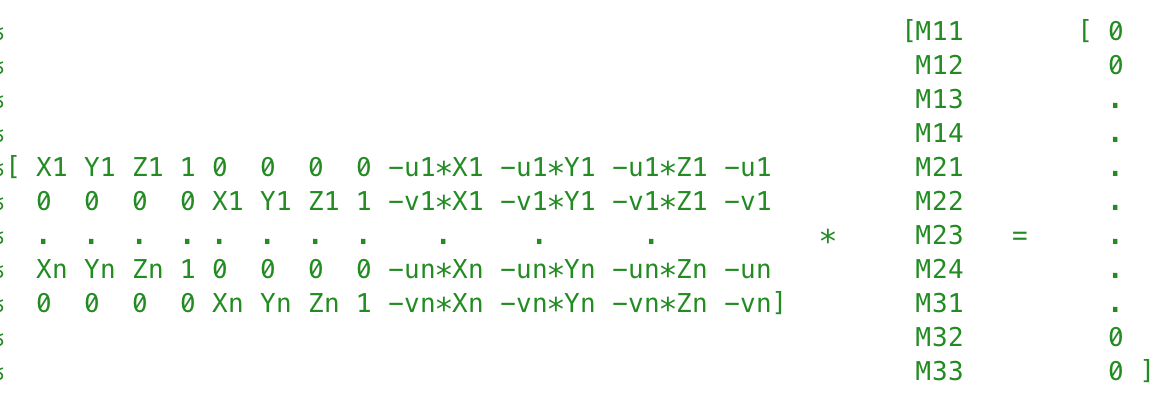 [M11 [ 0
M12 0
M13 .
M14 .
[ X1 Y1 Z1 1 0 0 0 0 -u1*X1 -u1*Y1 -u1*Z1 -u1 M21 .
0 0 0 0 X1 Y1 Z1 1 -v1*X1 -v1*Y1 -v1*Z1 -v1 M22 .
. . . . . . . . . . . * M23 = .
Xn Yn Zn 1 0 0 0 0 -un*Xn -un*Yn -un*Zn -un M24 .
0 0 0 0 Xn Yn Zn 1 -vn*Xn -vn*Yn -vn*Zn -vn] M31 .
M32 0
M33 0 ]